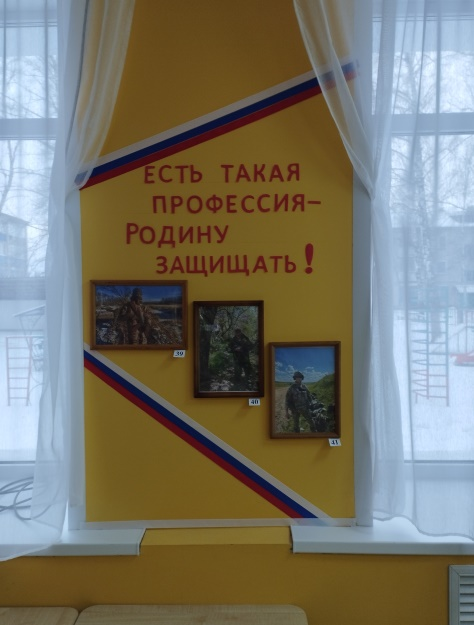 ЕСТЬ ТАКАЯ
ПРОФЕССИЯ–
РОДИНУ
ЗАЩИЩАТЬ!
39
40
41